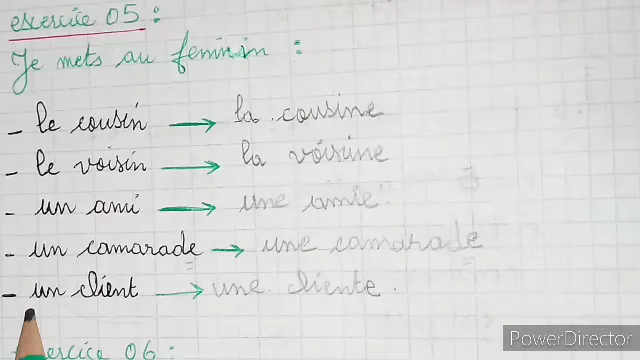 exercice 05 :
Je mets au feminin :
- le cousin → la cousine
- le voisin → la voisine
- un ami → une amie
- un camarade → une camarade
- un client → une cliente.
exercice 06 :
PowerDirector